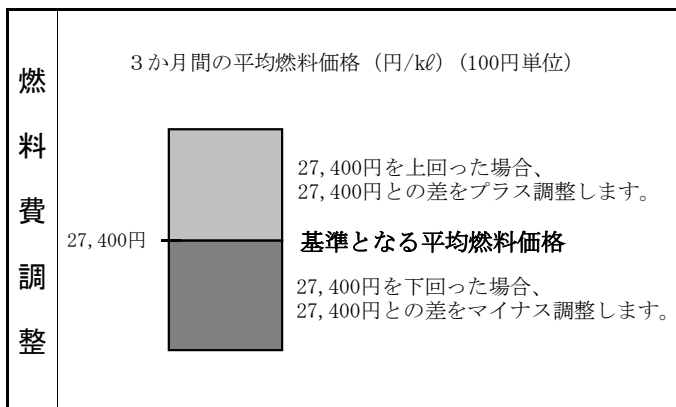 燃料費調整
３か月間の平均燃料価格（円/kℓ）（100円単位）
27,400円を上回った場合、
27,400円との差をプラス調整します。
27,400円
基準となる平均燃料価格
27,400円を下回った場合、
27,400円との差をマイナス調整します。